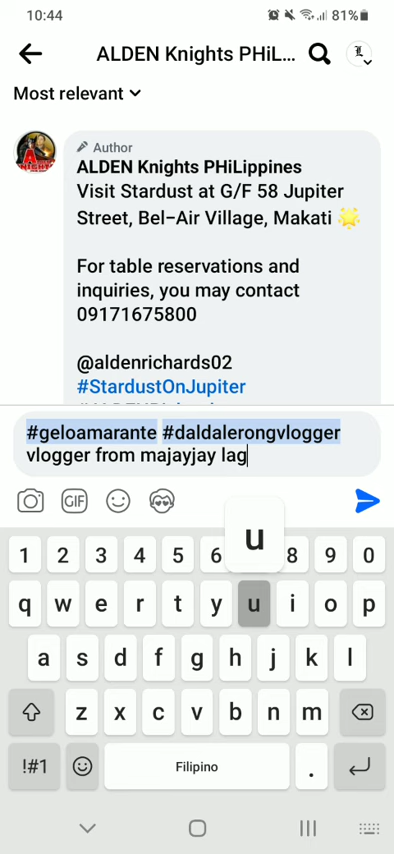 10:44
81%
ALDEN Knights PHiL...
Most relevant
Author
ALDEN Knights PHiLippines
Visit Stardust at G/F 58 Jupiter
Street, Bel-Air Village, Makati
For table reservations and
inquiries, you may contact
09171675800
@aldenrichards02
#StardustOnJupiter
#geloamarante #daldalerongvlogger
vlogger from majayjay lag
GIF
u
1 2 3 4 5 6 8 9 0
q w e r t y u i o p
a s d f g h j k l
z x c v b n m
!#1 Filipino .